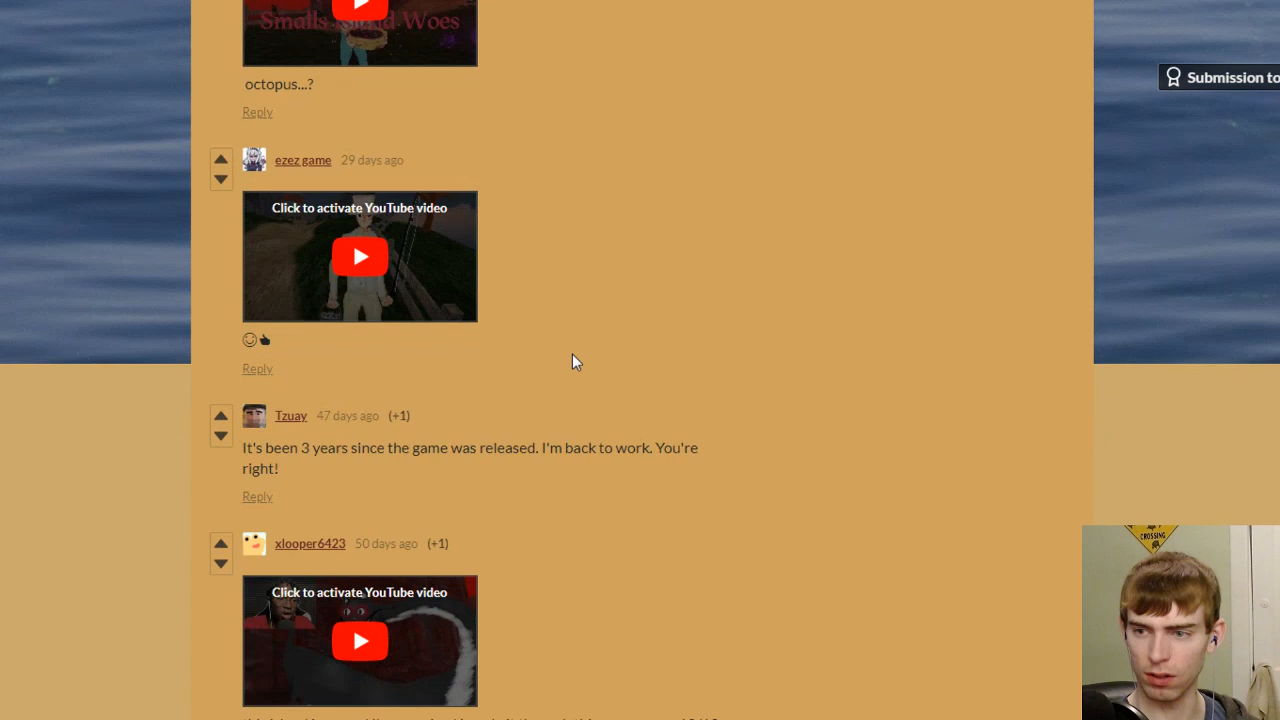 Smalls Island Woes
octopus...?
Reply
Submission to
ezez game 29 days ago
Click to activate YouTube video
Reply
Tzuay 47 days ago (+1)
It's been 3 years since the game was released. I'm back to work. You're
right!
Reply
xlooper6423 50 days ago (+1)
Click to activate YouTube video
CROSSING